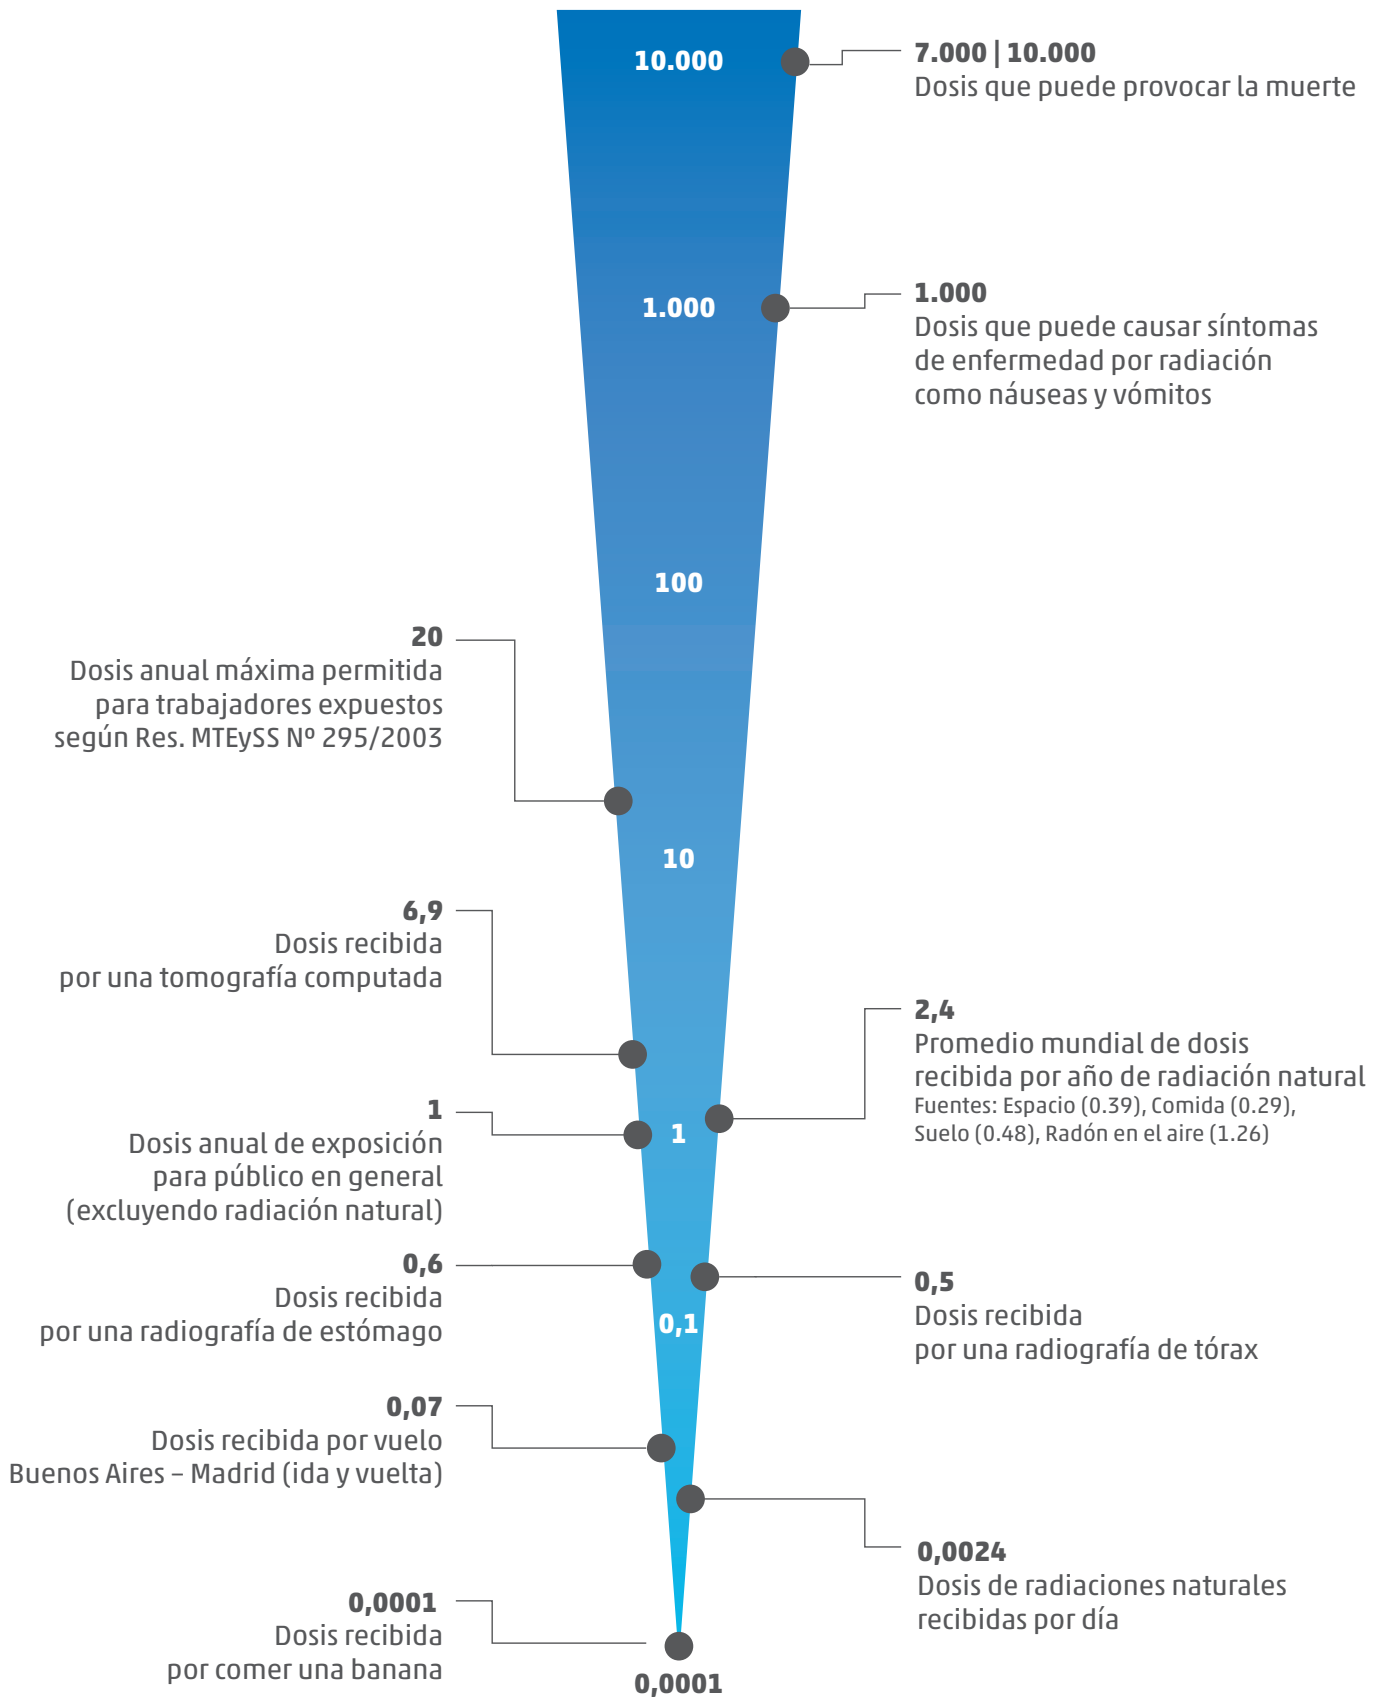 10.000
7.000 | 10.000
Dosis que puede provocar la muerte
1.000
1.000
Dosis que puede causar síntomas
de enfermedad por radiación
como náuseas y vómitos
100
20
Dosis anual máxima permitida
para trabajadores expuestos
según Res. MTEySS Nº 295/2003
10
6,9
Dosis recibida
por una tomografía computada
2,4
Promedio mundial de dosis
recibida por año de radiación natural
Fuentes: Espacio (0.39), Comida (0.29),
Suelo (0.48), Radón en el aire (1.26)
1
1
Dosis anual de exposición
para público en general
(excluyendo radiación natural)
0,6
Dosis recibida
por una radiografía de estómago
0,5
Dosis recibida
por una radiografía de tórax
0,1
0,07
Dosis recibida por vuelo
Buenos Aires – Madrid (ida y vuelta)
0,0024
Dosis de radiaciones naturales
recibidas por día
0,0001
Dosis recibida
por comer una banana
0,0001